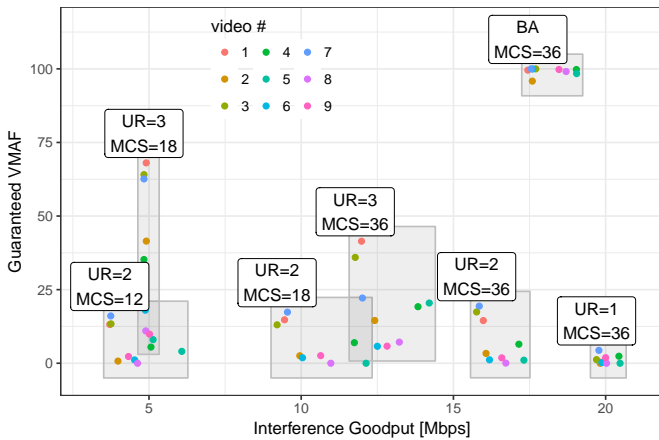 video #
1 4 7
2 5 8
3 6 9
BA
MCS=36
UR=3
MCS=18
UR=3
MCS=36
UR=2
MCS=12
UR=2
MCS=18
UR=2
MCS=36
UR=1
MCS=36
Guaranteed VMAF
100
75
50
25
0
5 10 15 20
Interference Goodput [Mbps]